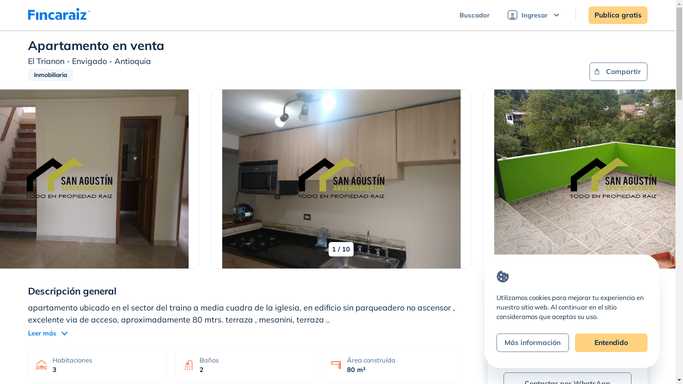 Fincaraiz
Buscador
Ingresar
Publica gratis
Apartamento en venta
El Trianon - Envigado - Antioquia
Inmobiliaria
Compartir
SAN AGUSTÍN
ARRENDAMIENTOS
TODO EN PROPIEDAD RAIZ
SAN AGUSTÍN
ARRENDAMIENTOS
TODO EN PROPIEDAD RAIZ
SAN AGUSTÍN
ARRENDAMIENTOS
TODO EN PROPIEDAD RAIZ
1 / 10
Descripción general
apartamento ubicado en el sector del traino a media cuadra de la iglesia, en edificio sin parqueadero no ascensor ,
excelente via de acceso, aproximadamente 80 mtrs. terraza , mesanini, terraza ..
Leer más
Habitaciones
3
Baños
2
Área construída
80 m²
Utilizamos cookies para mejorar tu experiencia en
nuestro sitio web. Al continuar en el sitio
consideramos que aceptas su uso.
Más información
Entendido
Contactar por WhatsApp